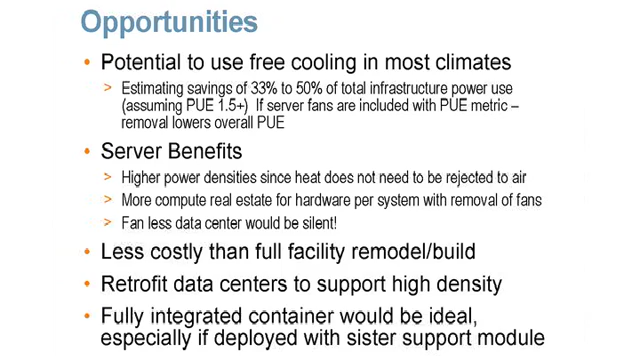 Opportunities
• Potential to use free cooling in most climates
> Estimating savings of 33% to 50% of total infrastructure power use
(assuming PUE 1.5+) If server fans are included with PUE metric –
removal lowers overall PUE
• Server Benefits
> Higher power densities since heat does not need to be rejected to air
> More compute real estate for hardware per system with removal of fans
> Fan less data center would be silent!
• Less costly than full facility remodel/build
• Retrofit data centers to support high density
• Fully integrated container would be ideal,
especially if deployed with sister support module